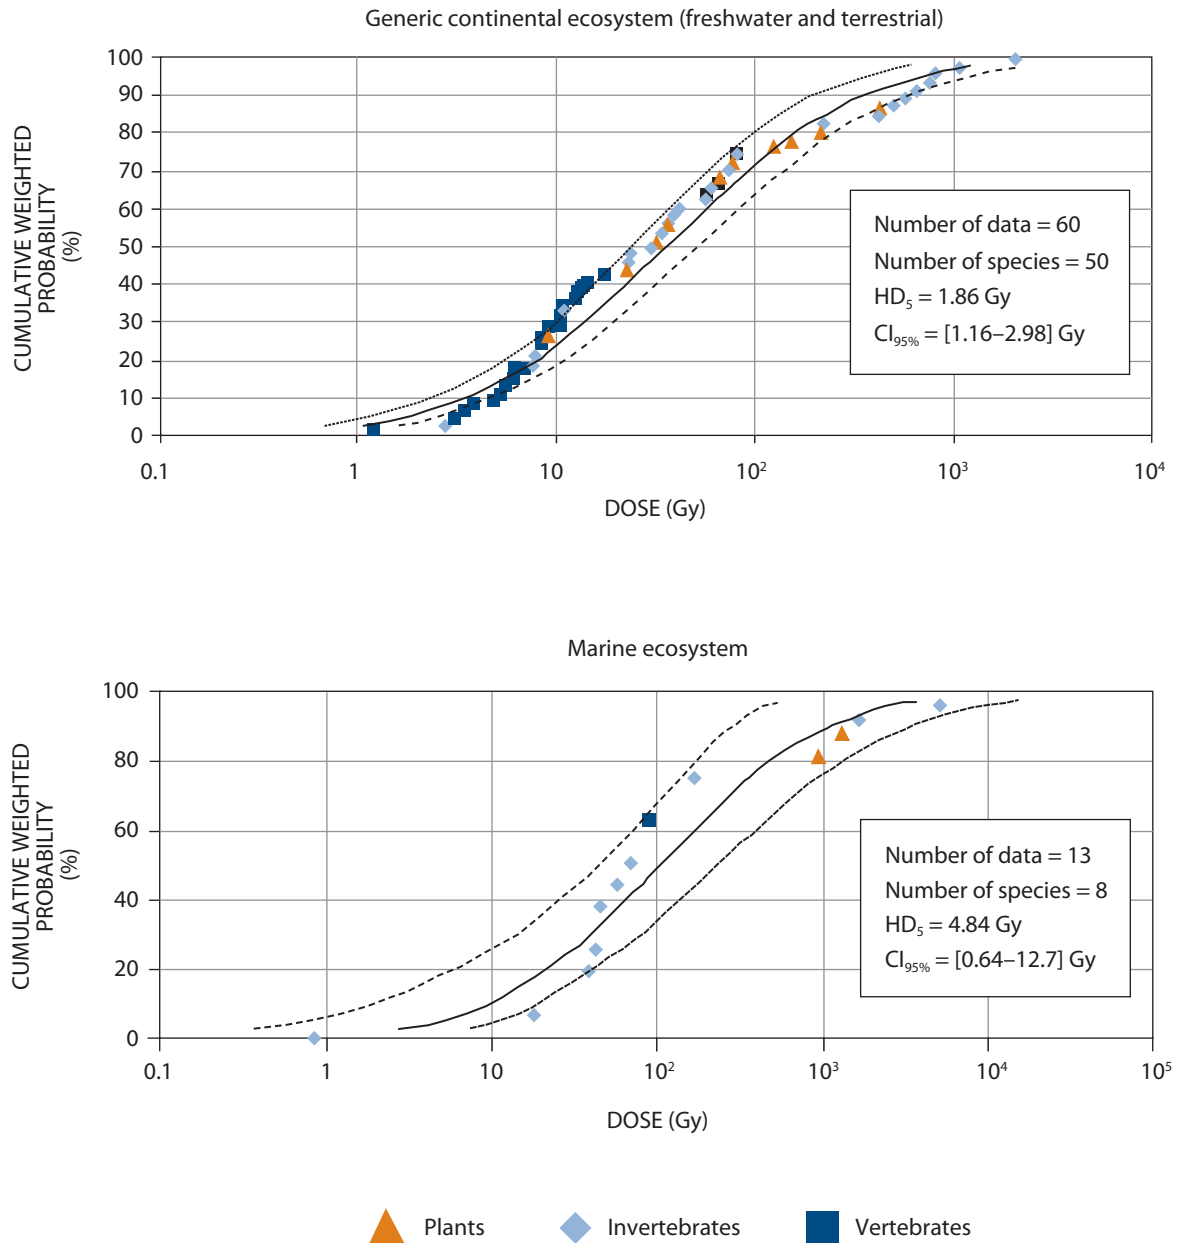 Generic continental ecosystem (freshwater and terrestrial)
CUMULATIVE WEIGHTED
PROBABILITY
(%)
100
90
80
70
60
50
40
30
20
10
0
0.1
1
10
10²
10³
10⁴
DOSE (Gy)
Number of data = 60
Number of species = 50
HD₅ = 1.86 Gy
CI₉₅% = [1.16–2.98] Gy
Marine ecosystem
CUMULATIVE WEIGHTED
PROBABILITY
(%)
100
80
60
40
20
0
0.1
1
10
10²
10³
10⁴
10⁵
DOSE (Gy)
Number of data = 13
Number of species = 8
HD₅ = 4.84 Gy
CI₉₅% = [0.64–12.7] Gy
Plants
Invertebrates
Vertebrates